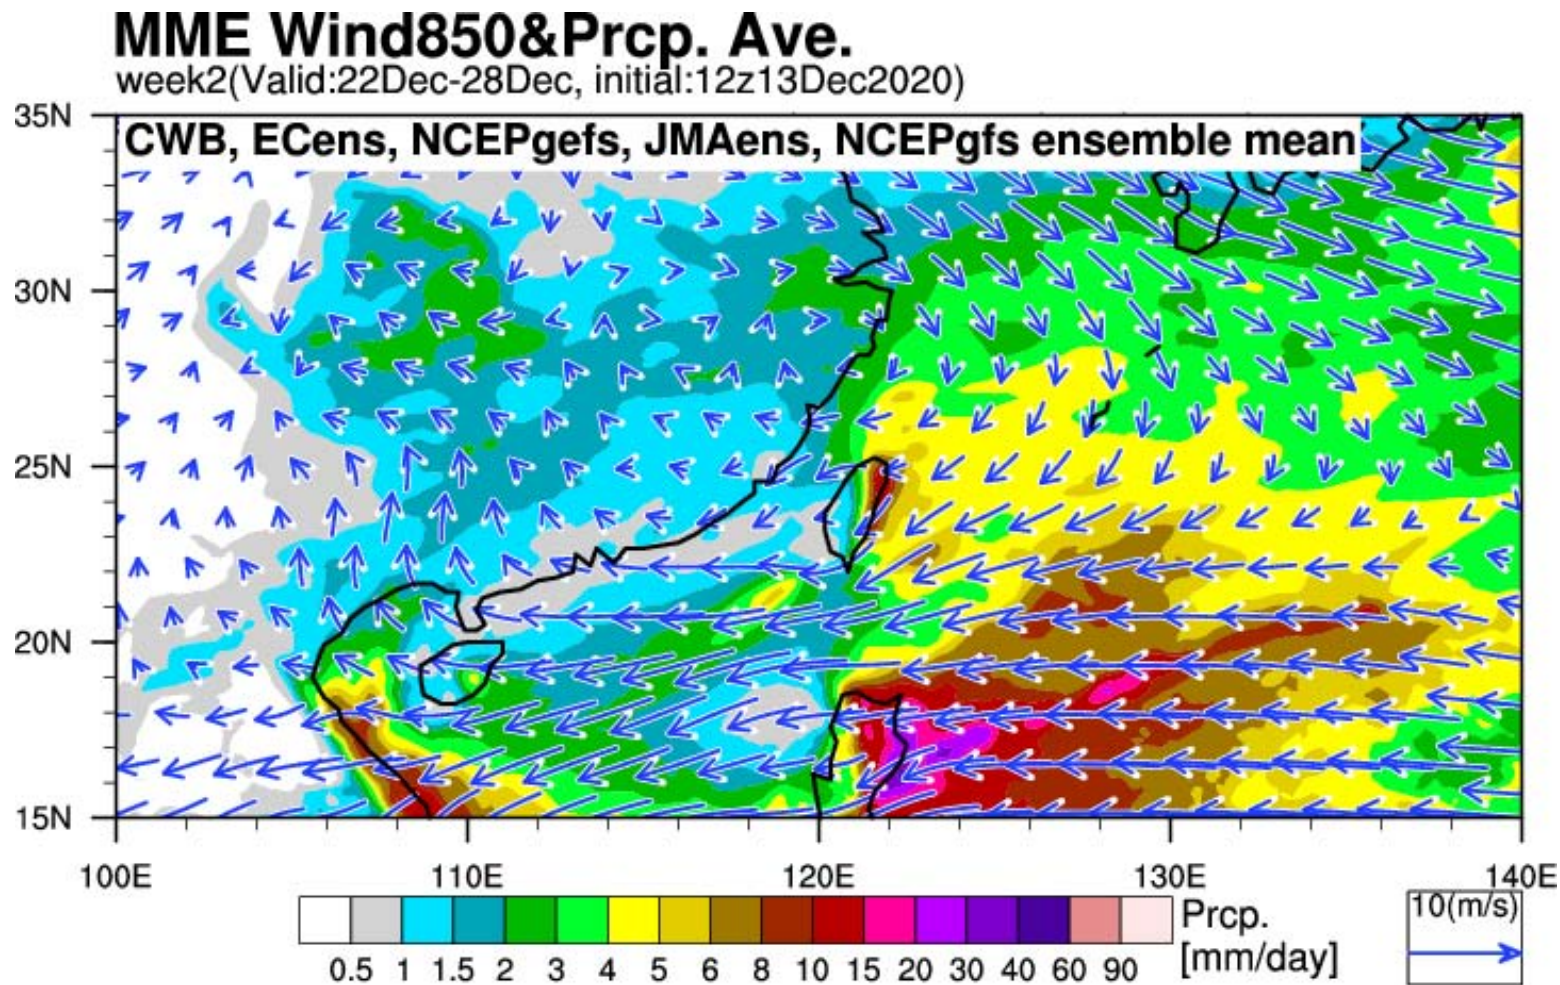 MME Wind850&Prcp. Ave.
week2(Valid:22Dec-28Dec, initial:12z13Dec2020)
CWB, ECens, NCEPgefs, JMAens, NCEPgfs ensemble mean
35N
30N
25N
20N
15N
100E 110E 120E 130E 140E
0.5 1 1.5 2 3 4 5 6 8 10 15 20 30 40 60 90
Prcp.
[mm/day]
10(m/s)